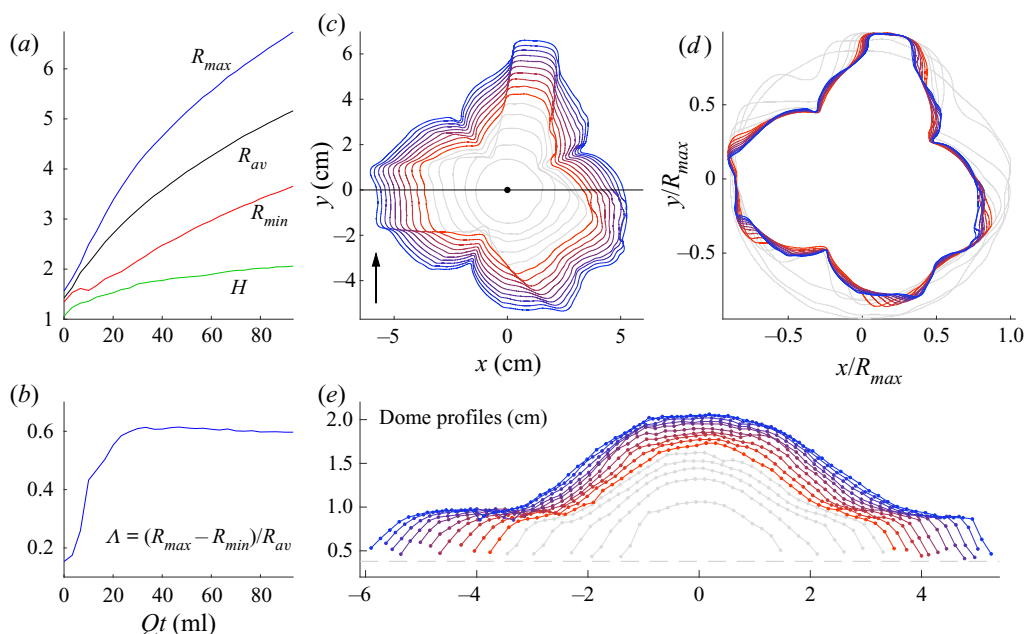 (a)
7
6
5
4
3
2
1
0 20 40 60 80
R_max
R_av
R_min
H
(b)
0.6
0.4
0.2
0 20 40 60 80
Λ = (R_max − R_min)/R_av
Qt (ml)
(c)
6
4
2
0
−2
−4
−5 0 5
y (cm)
x (cm)
(d)
0.5
0
−0.5
−0.5 0 0.5 1.0
y/R_max
x/R_max
(e)
Dome profiles (cm)
2.0
1.5
1.0
0.5
−6 −4 −2 0 2 4